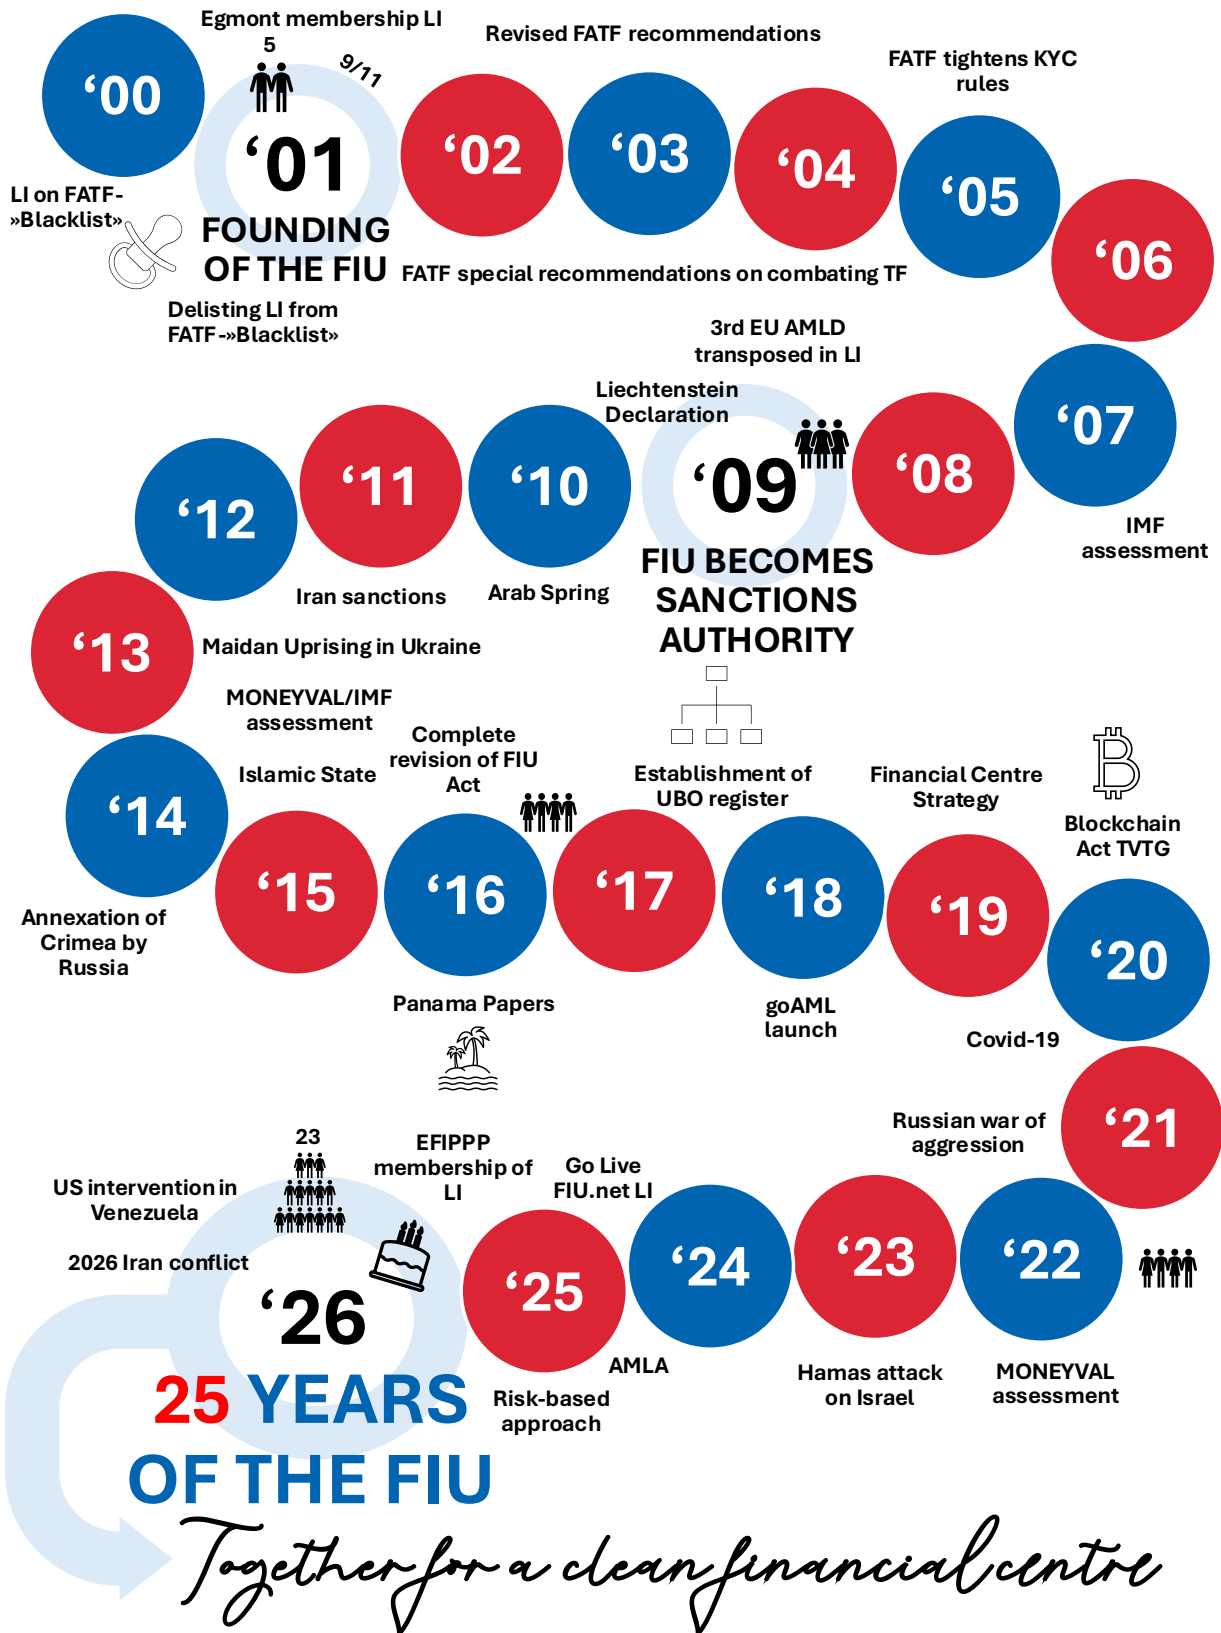 Egmont membership LI
5
9/11
Revised FATF recommendations
FATF tightens KYC
rules
‘00
‘01
‘02
‘03
‘04
‘05
‘06
LI on FATF-
»Blacklist»
FOUNDING
OF THE FIU
FATF special recommendations on combating TF
Delisting LI from
FATF-»Blacklist»
3rd EU AMLD
transposed in LI
Liechtenstein
Declaration
‘07
‘08
‘09
‘10
‘11
‘12
IMF
assessment
FIU BECOMES
SANCTIONS
AUTHORITY
Arab Spring
Iran sanctions
‘13
Maidan Uprising in Ukraine
MONEYVAL/IMF
assessment
Complete
revision of FIU
Act
Islamic State
Establishment of
UBO register
Financial Centre
Strategy
Blockchain
Act TVTG
‘14
‘15
‘16
‘17
‘18
‘19
‘20
Annexation of
Crimea by
Russia
Panama Papers
goAML
launch
Covid-19
‘21
Russian war of
aggression
23
EFIPPP
membership of
LI
Go Live
FIU.net LI
US intervention in
Venezuela
2026 Iran conflict
‘22
‘23
‘24
‘25
‘26
MONEYVAL
assessment
Hamas attack
on Israel
AMLA
Risk-based
approach
25 YEARS
OF THE FIU
Together for a clean financial centre